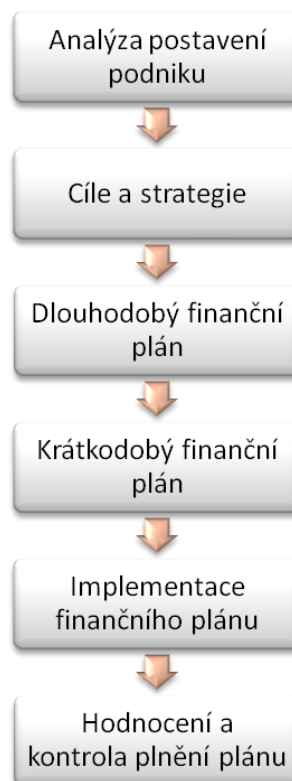 Analýza postavení
podniku
Cíle a strategie
Dlouhodobý finanční
plán
Krátkodobý finanční
plán
Implementace
finančního plánu
Hodnocení a
kontrola plnění plánu